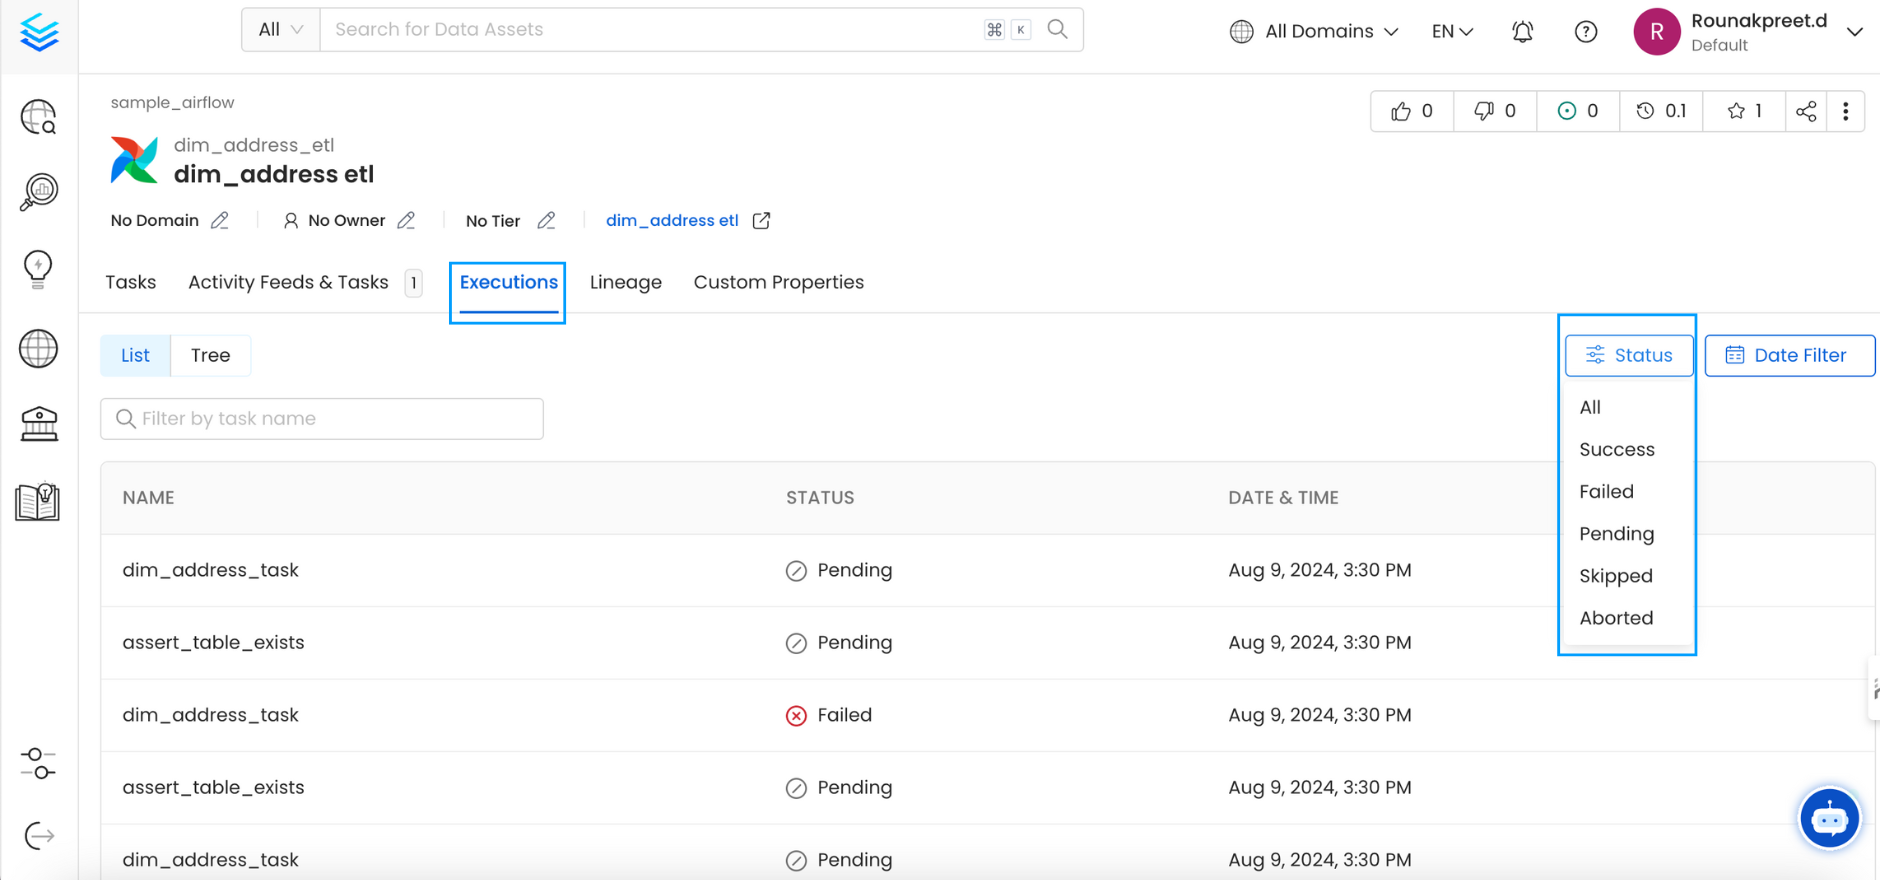 All Search for Data Assets ⌘ K All Domains EN R Rounakpreet.d
Default
sample_airflow
0 0 0 0.1 1
dim_address_etl
dim_address etl
No Domain No Owner No Tier dim_address etl
Tasks Activity Feeds & Tasks 1 Executions Lineage Custom Properties
List Tree Status Date Filter
All
Filter by task name
Success
Failed
NAME STATUS DATE & TIME
Pending
dim_address_task Pending Aug 9, 2024, 3:30 PM
Skipped
Aborted
assert_table_exists Pending Aug 9, 2024, 3:30 PM
dim_address_task Failed Aug 9, 2024, 3:30 PM
assert_table_exists Pending Aug 9, 2024, 3:30 PM
dim_address_task Pending Aug 9, 2024, 3:30 PM